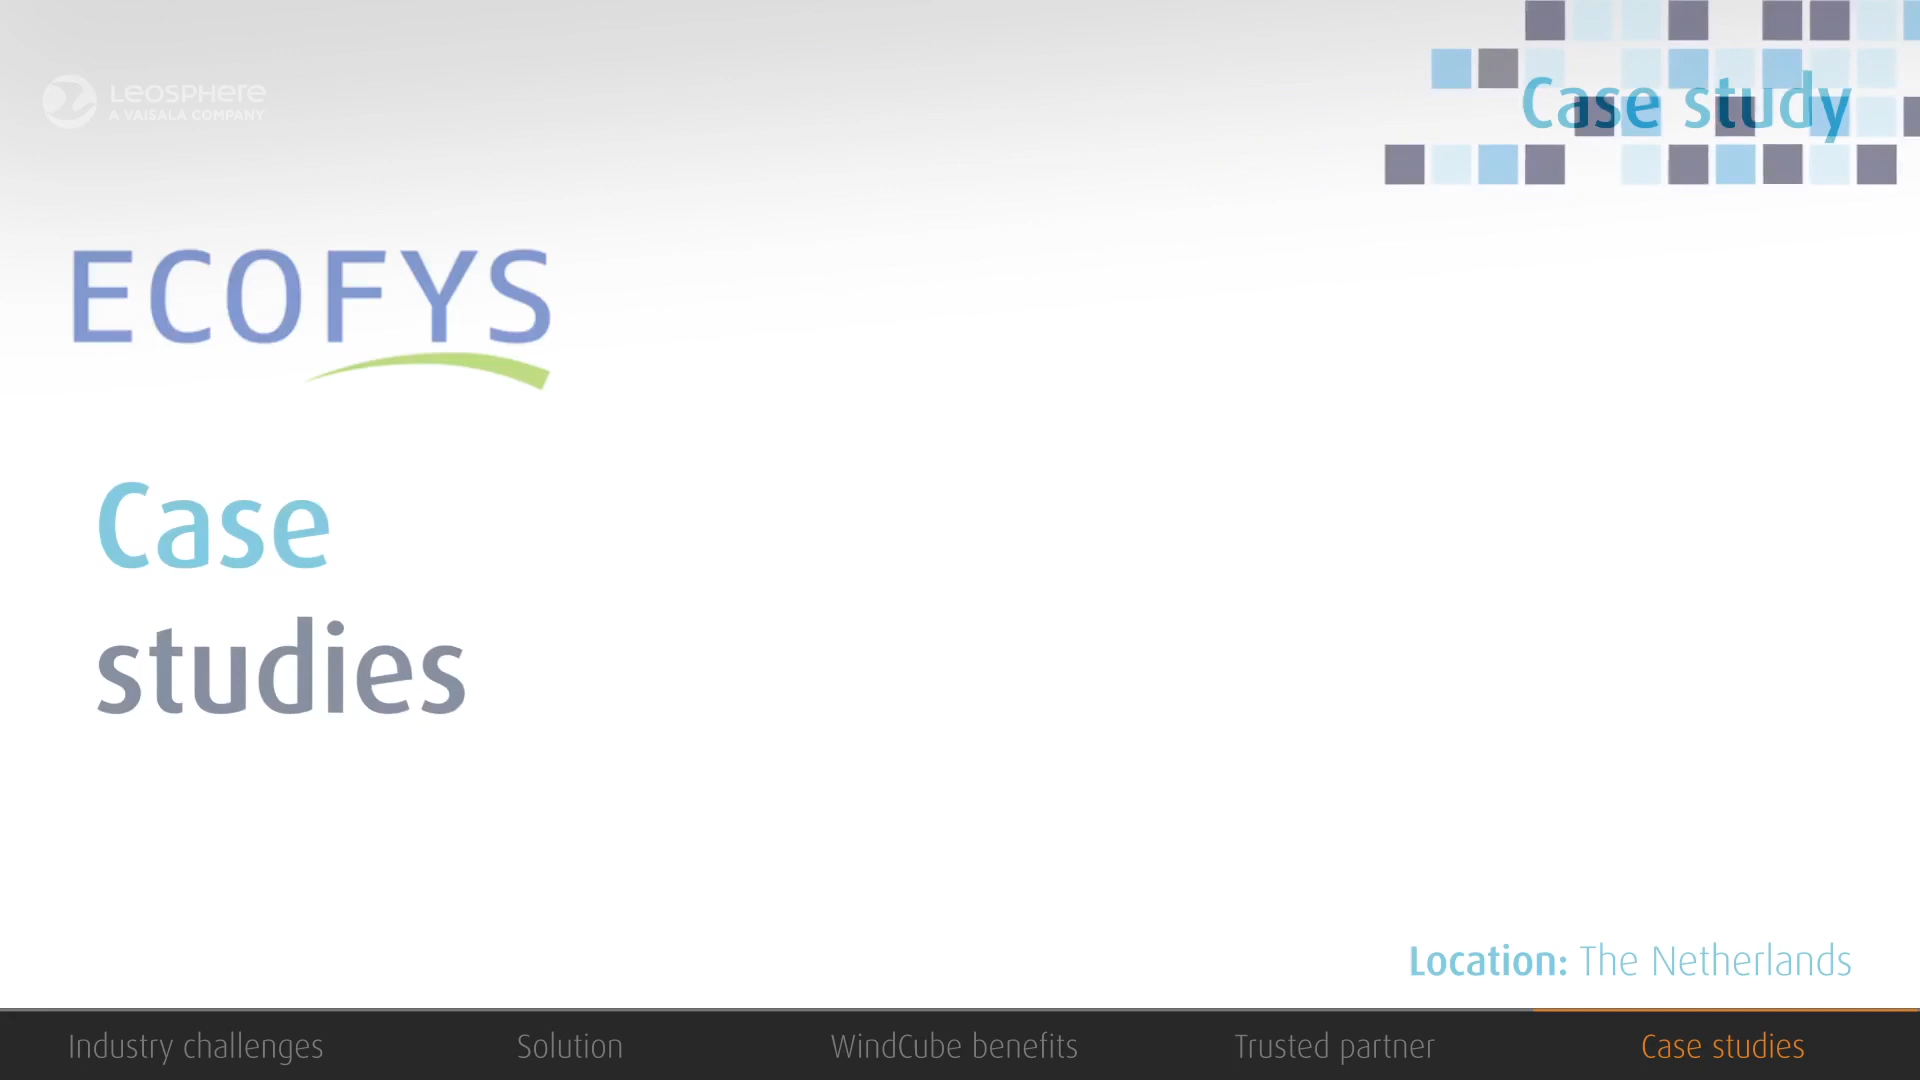 LEOSPHERE
A VAISALA COMPANY
Case study
ECOFYS
Case
studies
Location: The Netherlands
Industry challenges
Solution
WindCube benefits
Trusted partner
Case studies